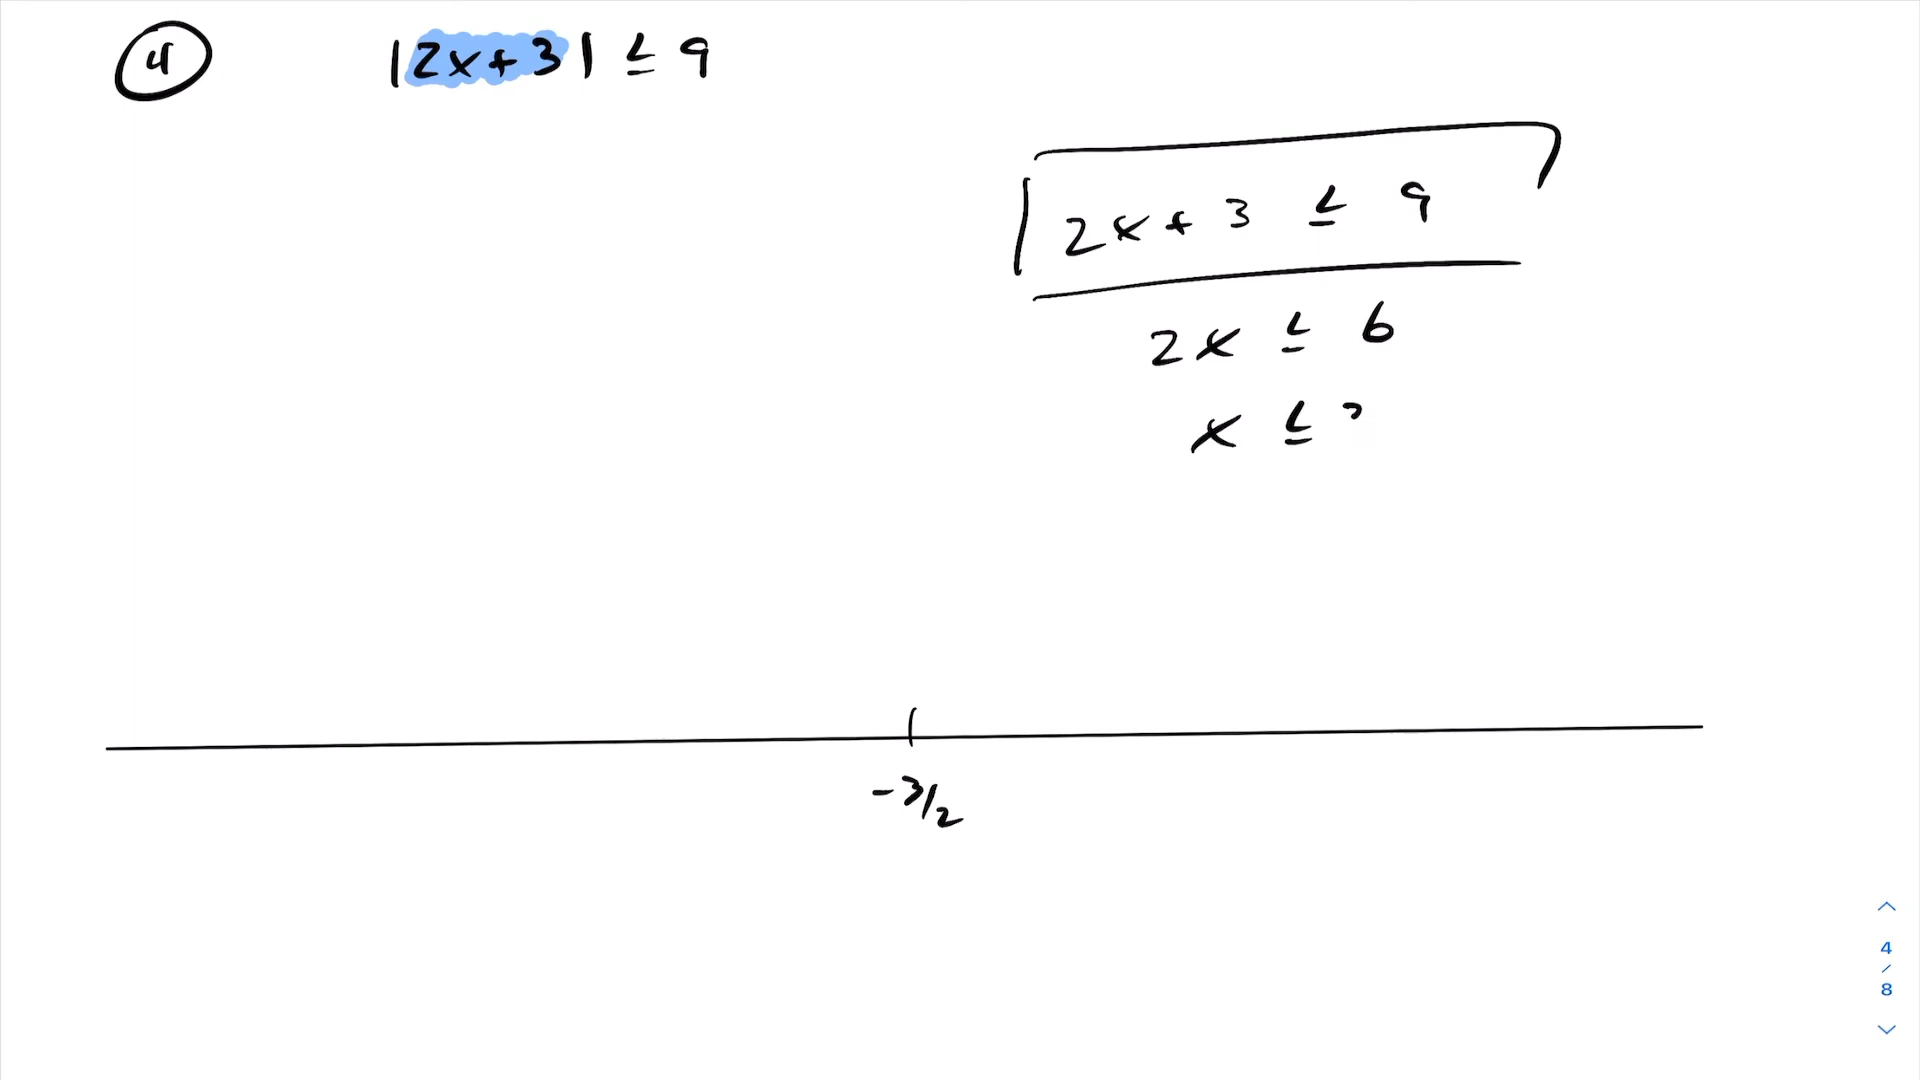 4 |2x+3| ≤ 9
2x+3 ≤ 9
2x ≤ 6
x ≤
-3/2
4
/
8